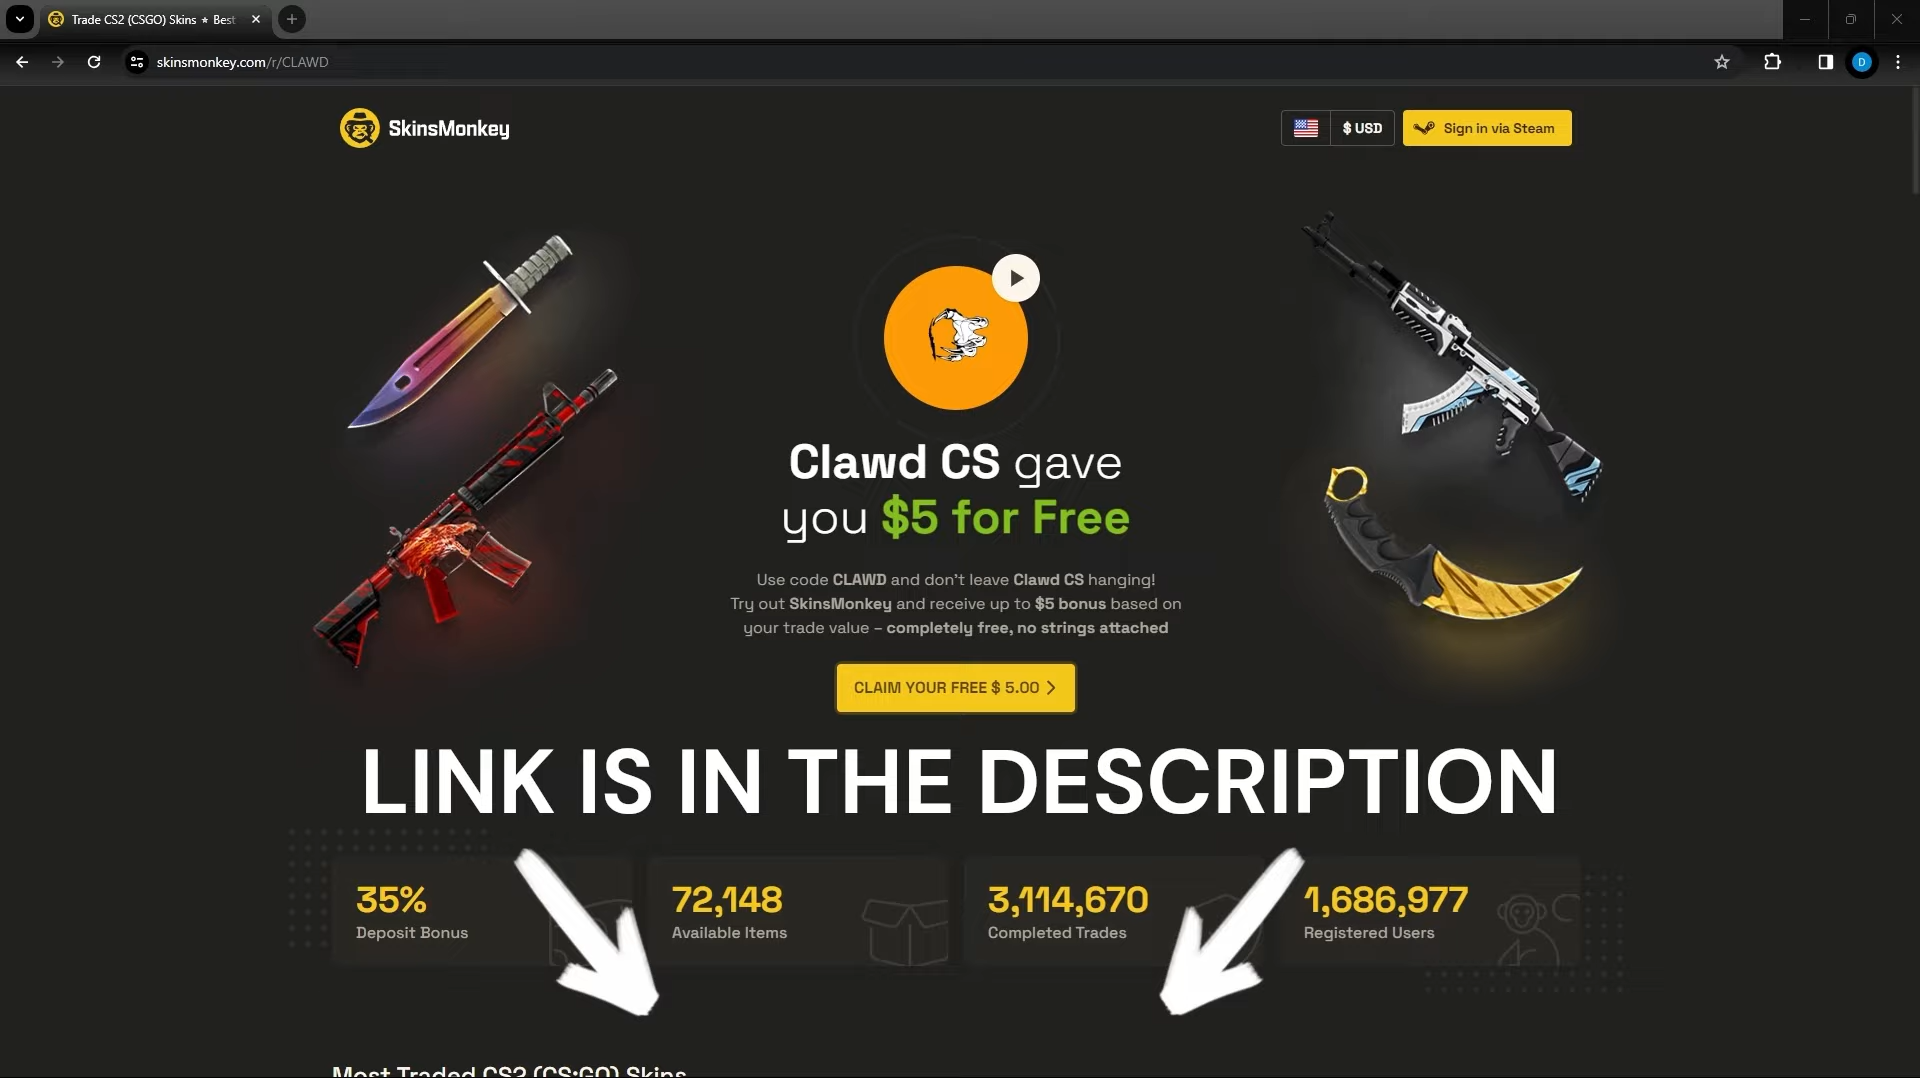 Trade CS2 (CSGO) Skins ★ Best
skinsmonkey.com/r/CLAWD
D
SkinsMonkey
$ USD
Sign in via Steam
Clawd CS gave
you $5 for Free
Use code CLAWD and don't leave Clawd CS hanging!
Try out SkinsMonkey and receive up to $5 bonus based on
your trade value – completely free, no strings attached
CLAIM YOUR FREE $ 5.00
LINK IS IN THE DESCRIPTION
35%
Deposit Bonus
72,148
Available Items
3,114,670
Completed Trades
1,686,977
Registered Users
Most Traded CS2 (CS:GO) Skins